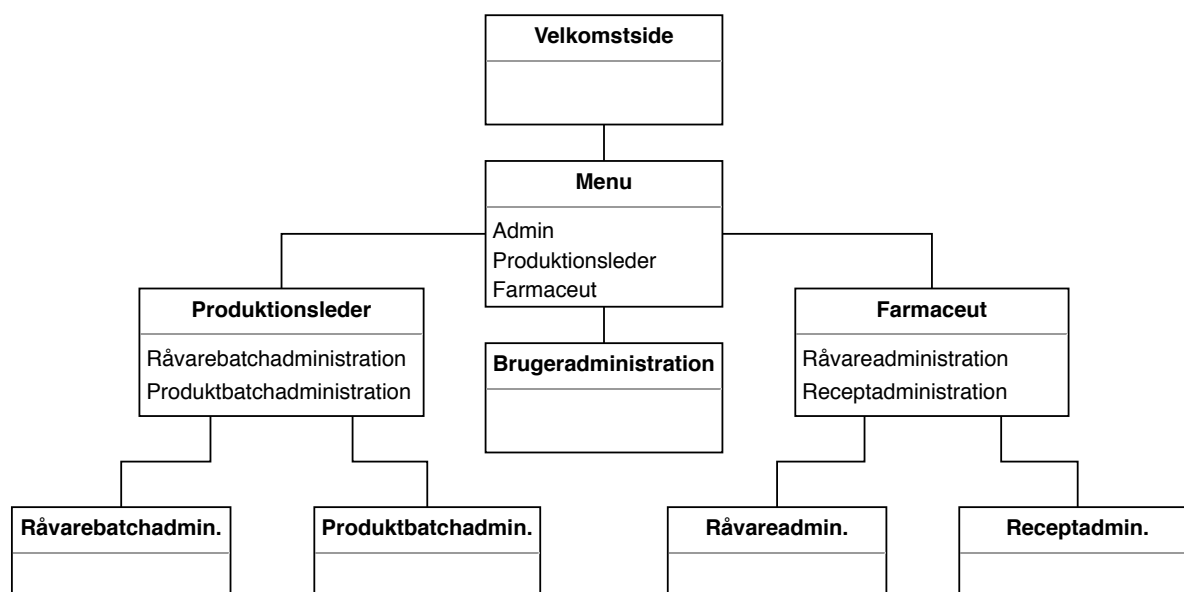 Velkomstside
Menu
Admin
Produktionsleder
Farmaceut
Produktionsleder
Råvarebatchadministration
Produktbatchadministration
Brugeradministration
Farmaceut
Råvareadministration
Receptadministration
Råvarebatchadmin.
Produktbatchadmin.
Råvareadmin.
Receptadmin.